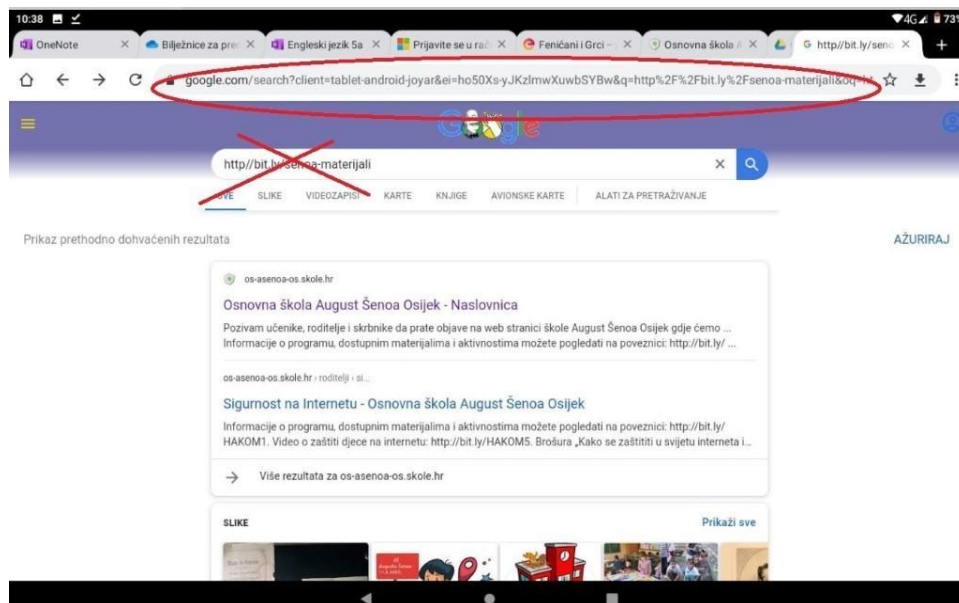 10:38 4G 73%
OneNote Bilježnice za pre Engleski jezik 5a Prijavite se u rač Feničani i Grci – Osnovna škola A G http//bit.ly/seno
google.com/search?client=tablet-android-joyar&ei=ho50Xs-yJKzlmwXuwbSYBw&q=http%2F%2Fbit.ly%2Fsenoa-materijali&oq=ht
Google
http//bit.ly/senoa-materijali
SVE SLIKE VIDEOZAPISI KARTE KNJIGE AVIONSKE KARTE ALATI ZA PRETRAŽIVANJE
Prikaz prethodno dohvaćenih rezultata AŽURIRAJ
os-asenoa-os.skole.hr
Osnovna škola August Šenoa Osijek - Naslovnica
Pozivam učenike, roditelje i skrbnike da prate objave na web stranici škole August Šenoa Osijek gdje ćemo ...
Informacije o programu, dostupnim materijalima i aktivnostima možete pogledati na poveznici: http://bit.ly/ ...
os-asenoa-os.skole.hr › roditelji › si...
Sigurnost na Internetu - Osnovna škola August Šenoa Osijek
Informacije o programu, dostupnim materijalima i aktivnostima možete pogledati na poveznici: http://bit.ly/
HAKOM1. Video o zaštiti djece na internetu: http://bit.ly/HAKOM5. Brošura „Kako se zaštititi u svijetu interneta i...
Više rezultata za os-asenoa-os.skole.hr
SLIKE Prikaži sve